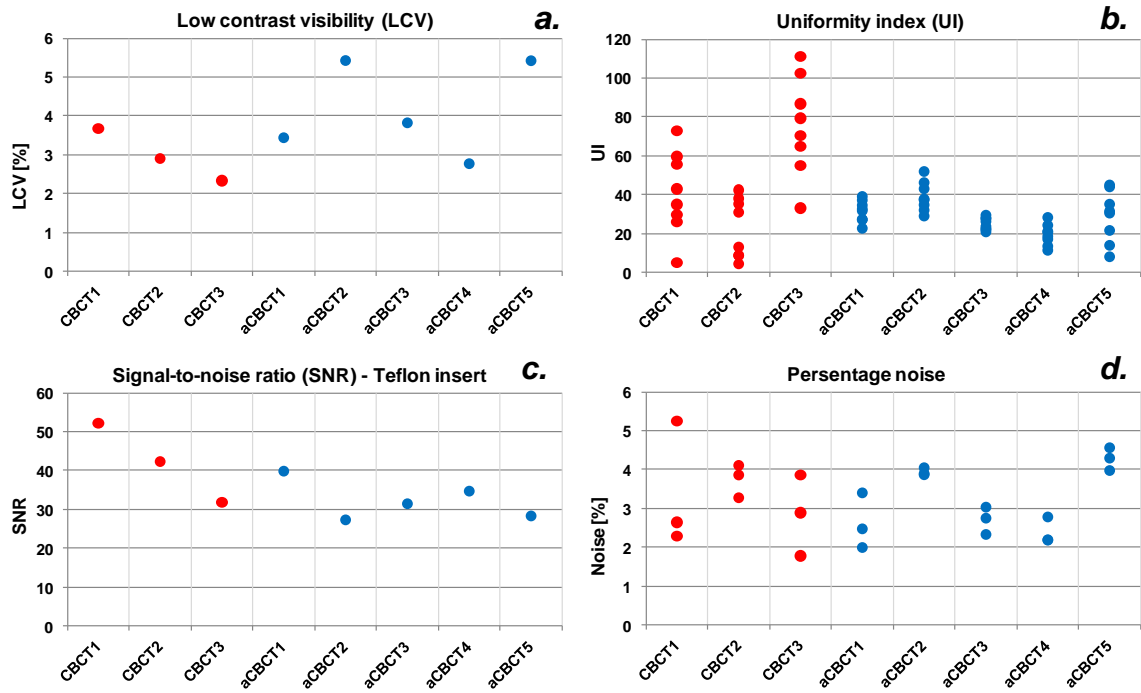 Low contrast visibility (LCV)
a.
LCV [%]
6
5
4
3
2
1
0
CBCT1
CBCT2
CBCT3
aCBCT1
aCBCT2
aCBCT3
aCBCT4
aCBCT5
Uniformity index (UI)
b.
UI
120
100
80
60
40
20
0
CBCT1
CBCT2
CBCT3
aCBCT1
aCBCT2
aCBCT3
aCBCT4
aCBCT5
Signal-to-noise ratio (SNR) - Teflon insert
c.
SNR
60
50
40
30
20
10
0
CBCT1
CBCT2
CBCT3
aCBCT1
aCBCT2
aCBCT3
aCBCT4
aCBCT5
Persentage noise
d.
Noise [%]
6
5
4
3
2
1
0
CBCT1
CBCT2
CBCT3
aCBCT1
aCBCT2
aCBCT3
aCBCT4
aCBCT5